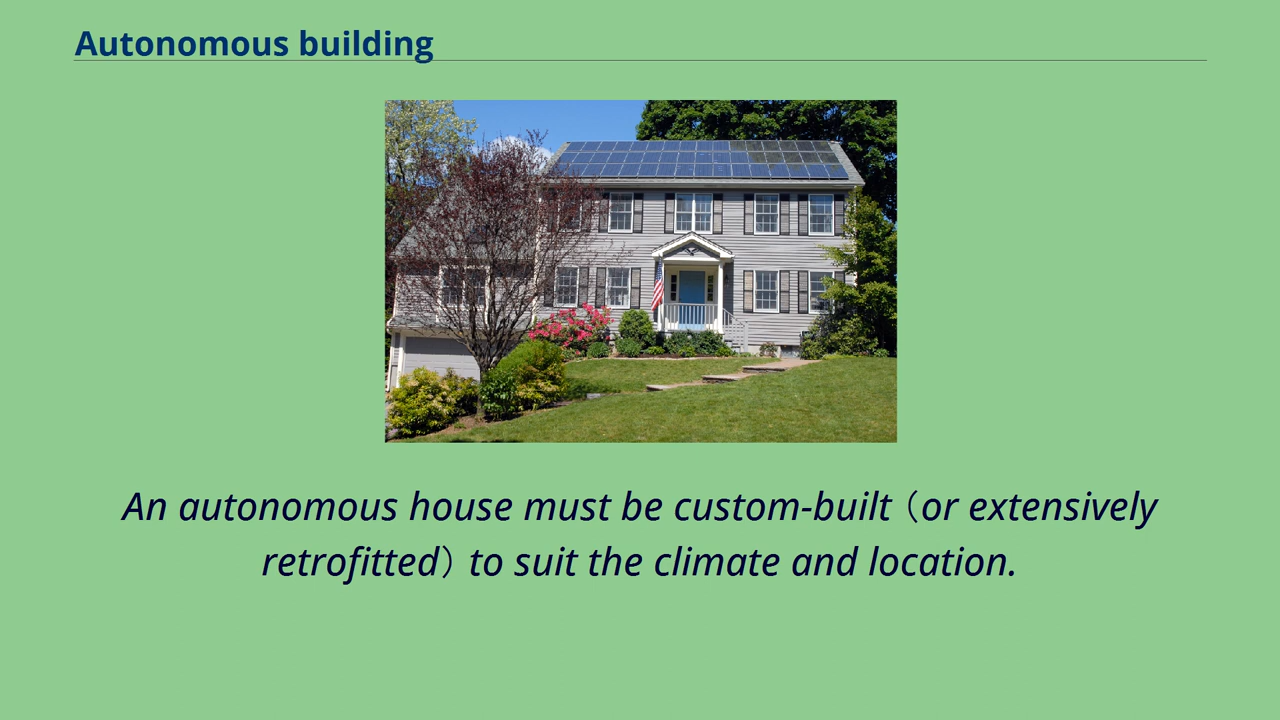 Autonomous building
An autonomous house must be custom-built (or extensively
retrofitted) to suit the climate and location.